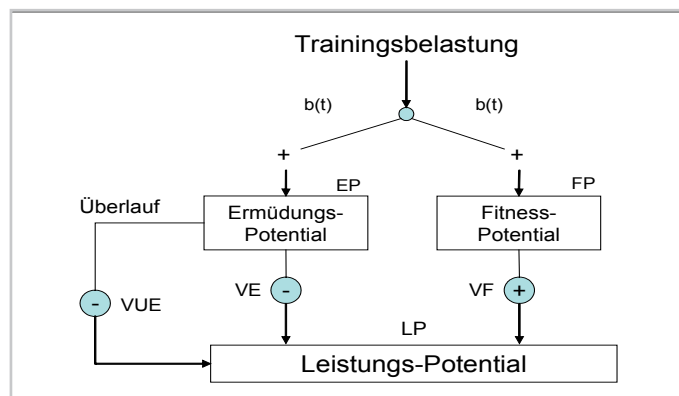 Trainingsbelastung
b(t) b(t)
+ +
EP FP
Überlauf
Ermüdungs-
Potential
Fitness-
Potential
- VUE
VE -
VF +
LP
Leistungs-Potential